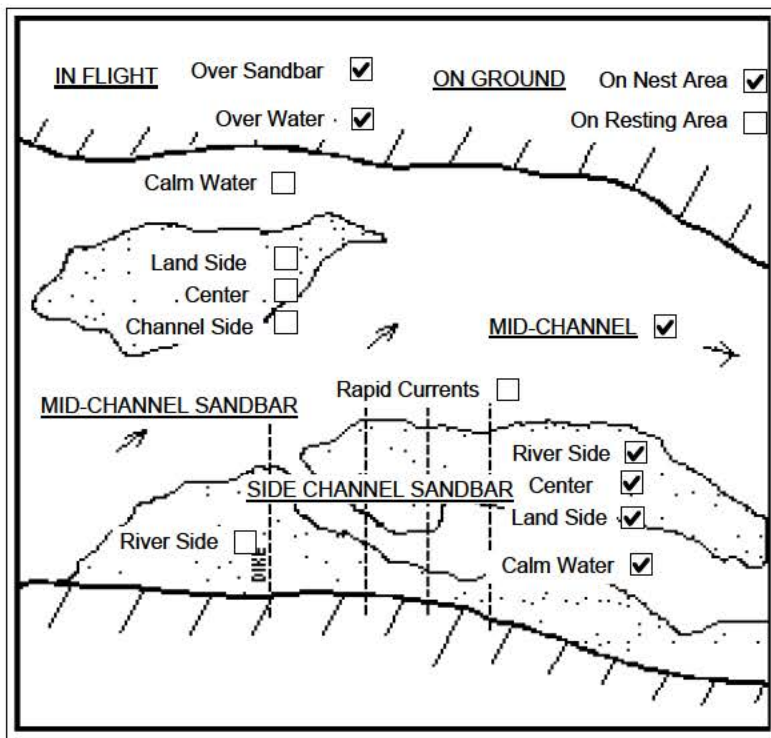 IN FLIGHT Over Sandbar ON GROUND On Nest Area
Over Water On Resting Area
Calm Water
Land Side
Center
Channel Side
MID-CHANNEL
Rapid Currents
MID-CHANNEL SANDBAR
River Side
SIDE CHANNEL SANDBAR Center
Land Side
River Side
DIKE
Calm Water